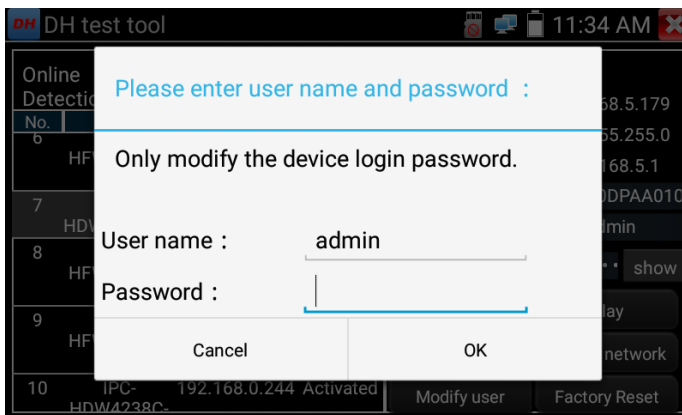 DH DH test tool 11:34 AM
Online
Detectio
No.
68.5.179
55.255.0
168.5.1
0DPAA010
dmin
show
lay
network
Please enter user name and password :
Only modify the device login password.
User name : admin
Password :
Cancel OK
6
HF
7
HDW
8
HF
9
HF
10 IPC- 192.168.0.244 Activated
HDW4238C-
Modify user Factory Reset